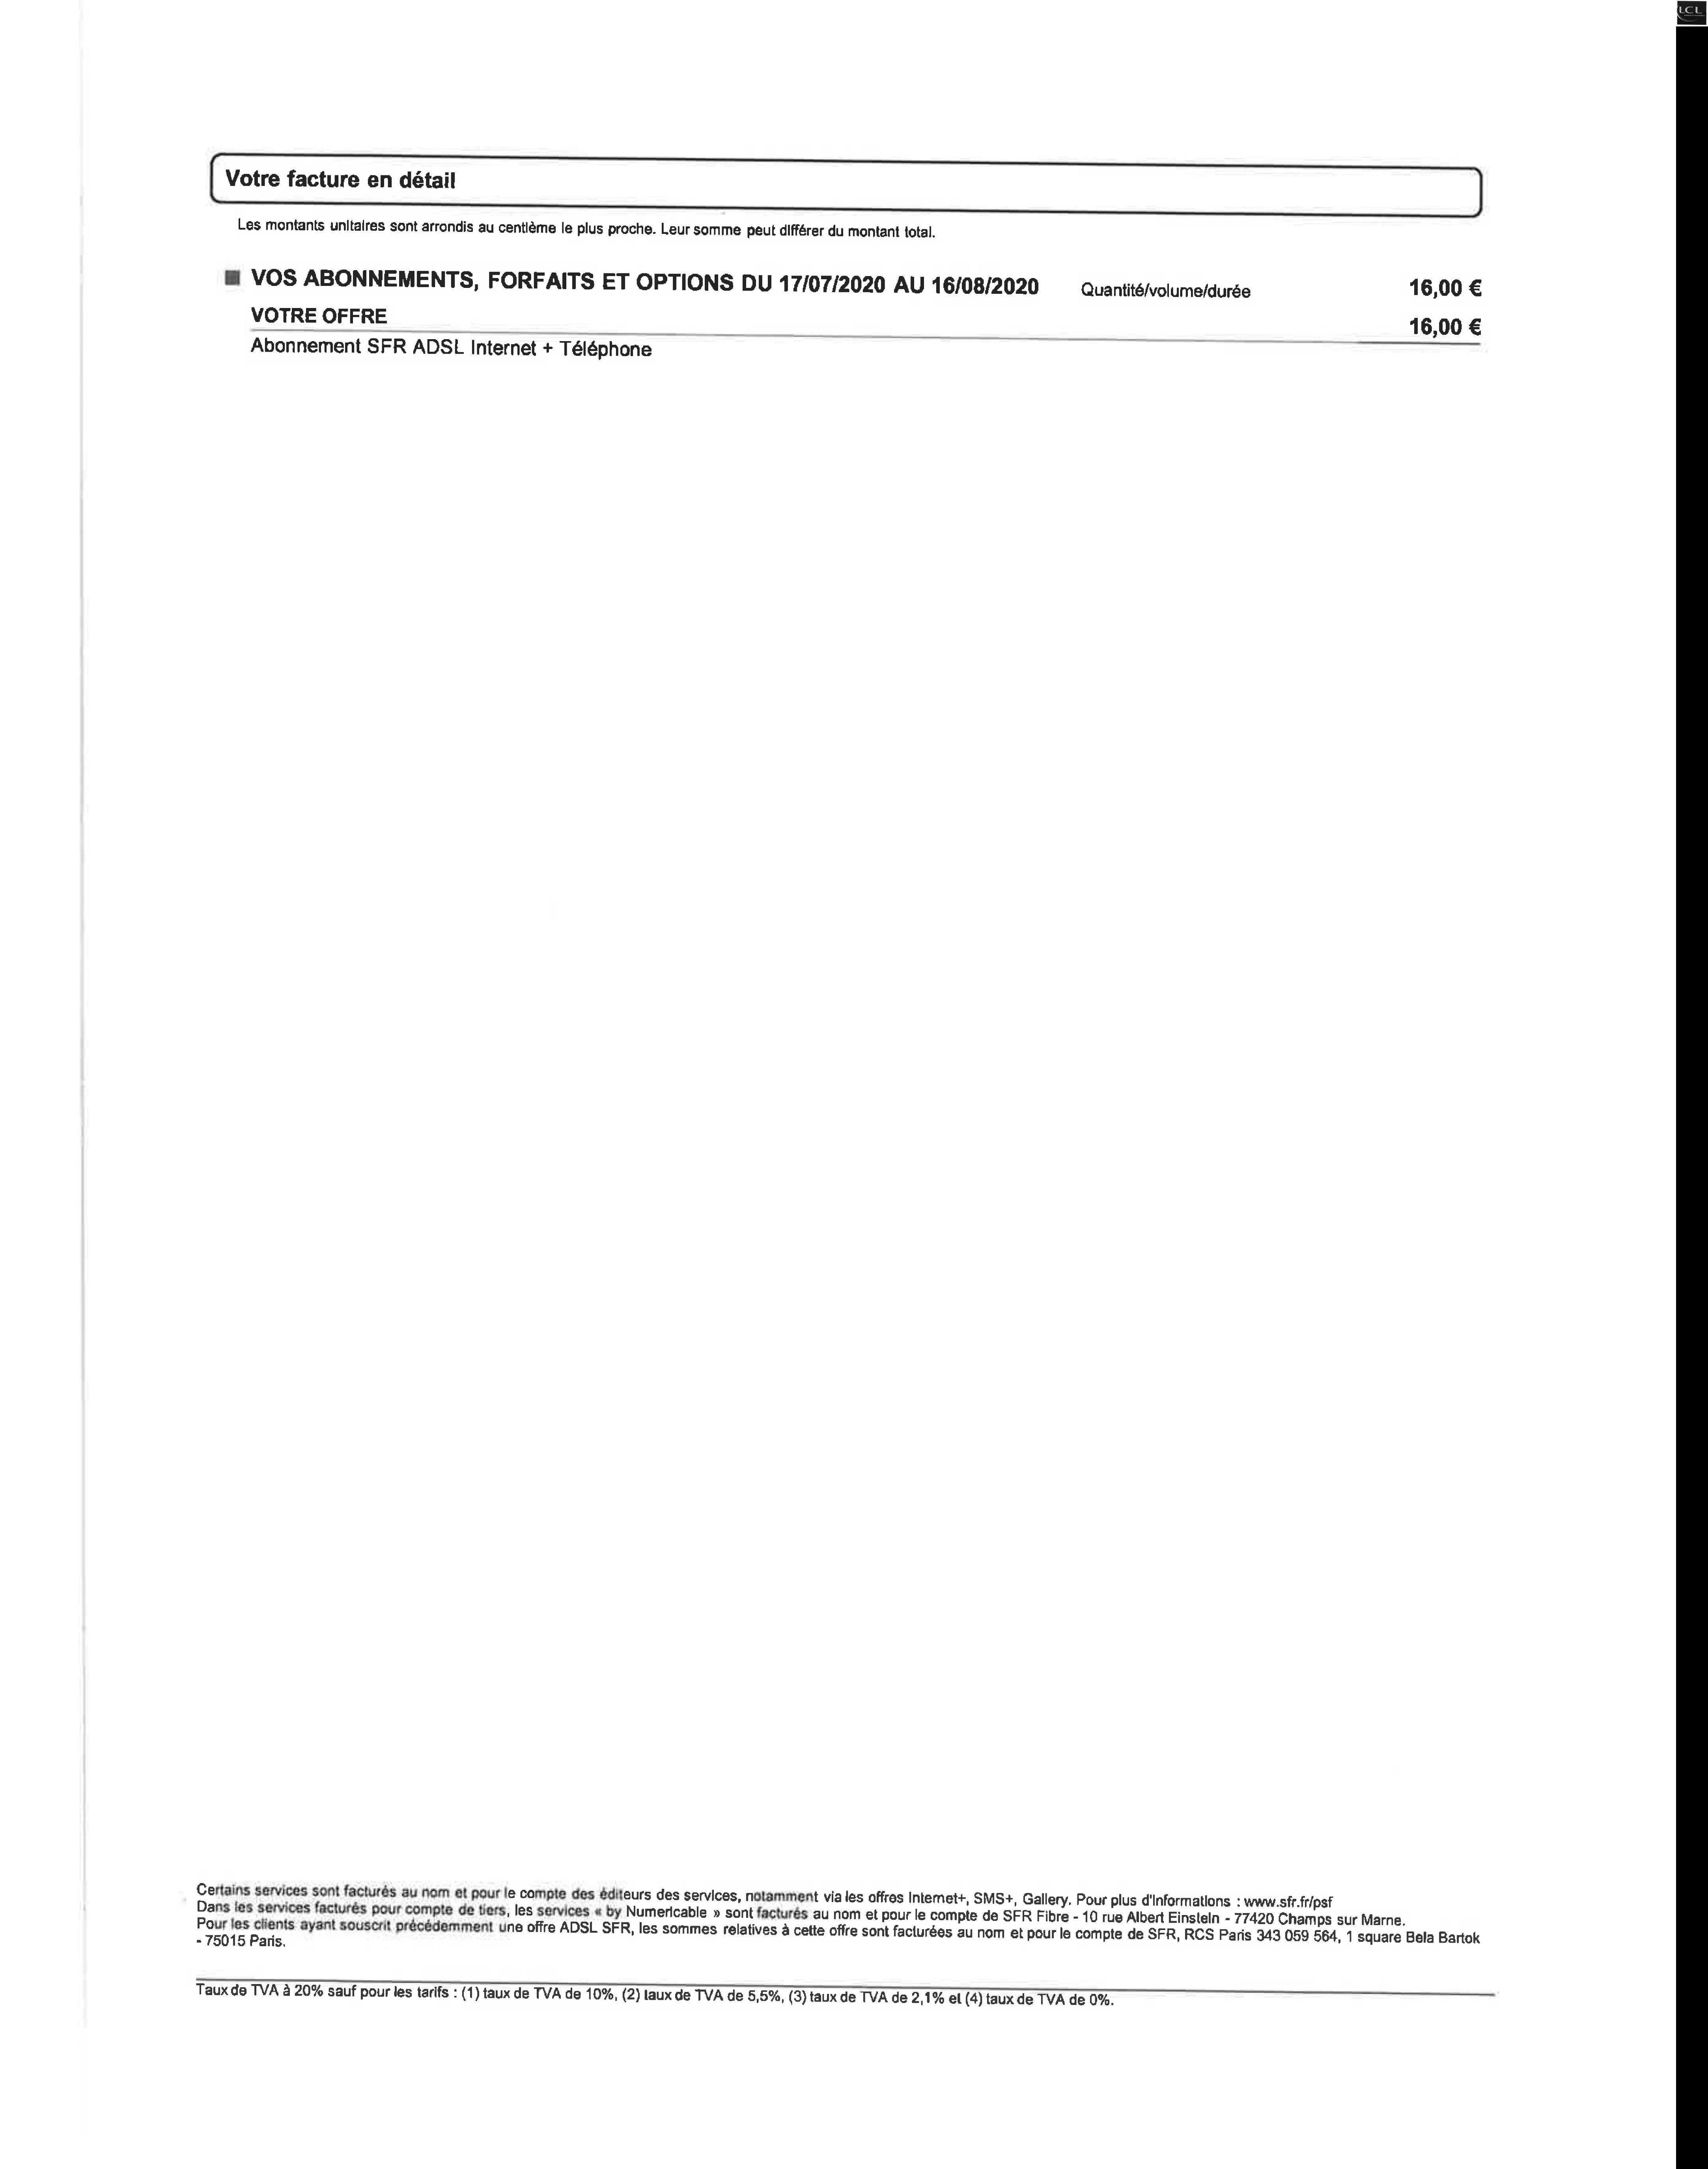 LCL
Votre facture en détail
Les montants unitaires sont arrondis au centième le plus proche. Leur somme peut différer du montant total.
VOS ABONNEMENTS, FORFAITS ET OPTIONS DU 17/07/2020 AU 16/08/2020 Quantité/volume/durée 16,00 €
VOTRE OFFRE 16,00 €
Abonnement SFR ADSL Internet + Téléphone
Certains services sont facturés au nom et pour le compte des éditeurs des services, notamment via les offres Internet+, SMS+, Gallery. Pour plus d'informations : www.sfr.fr/psf
Dans les services facturés pour compte de tiers, les services « by Numericable » sont facturés au nom et pour le compte de SFR Fibre - 10 rue Albert Einstein - 77420 Champs sur Marne.
Pour les clients ayant souscrit précédemment une offre ADSL SFR, les sommes relatives à cette offre sont facturées au nom et pour le compte de SFR, RCS Paris 343 059 564, 1 square Bela Bartok
- 75015 Paris.
Taux de TVA à 20% sauf pour les tarifs : (1) taux de TVA de 10%, (2) taux de TVA de 5,5%, (3) taux de TVA de 2,1% et (4) taux de TVA de 0%.